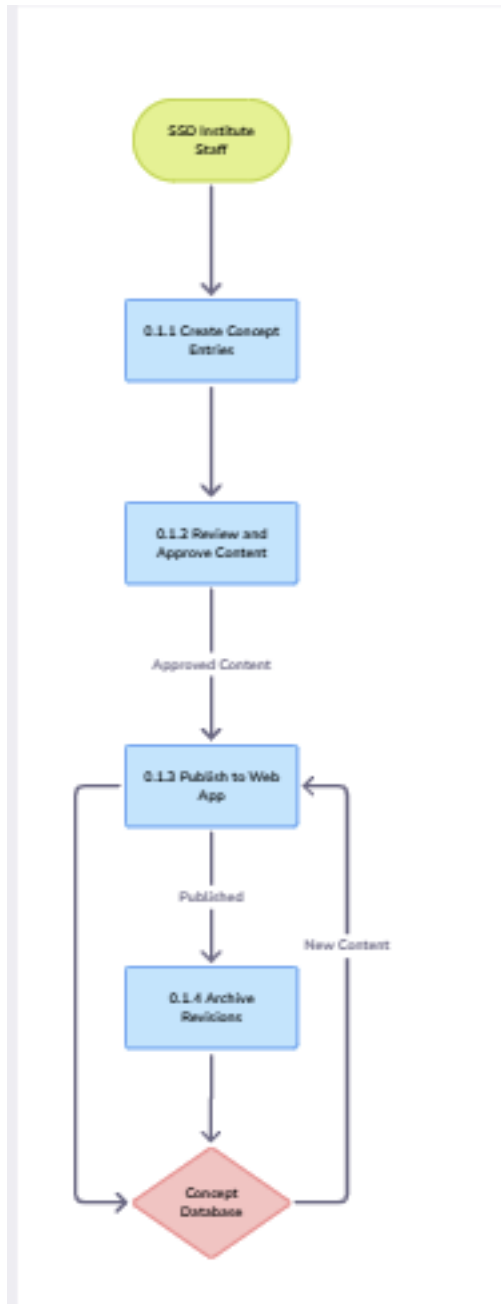 SSD Institute
Staff
0.1.1 Create Concept
Entries
0.1.2 Review and
Approve Content
Approved Content
0.1.3 Publish to Web
App
Published
New Content
0.1.4 Archive
Revisions
Concept
Database